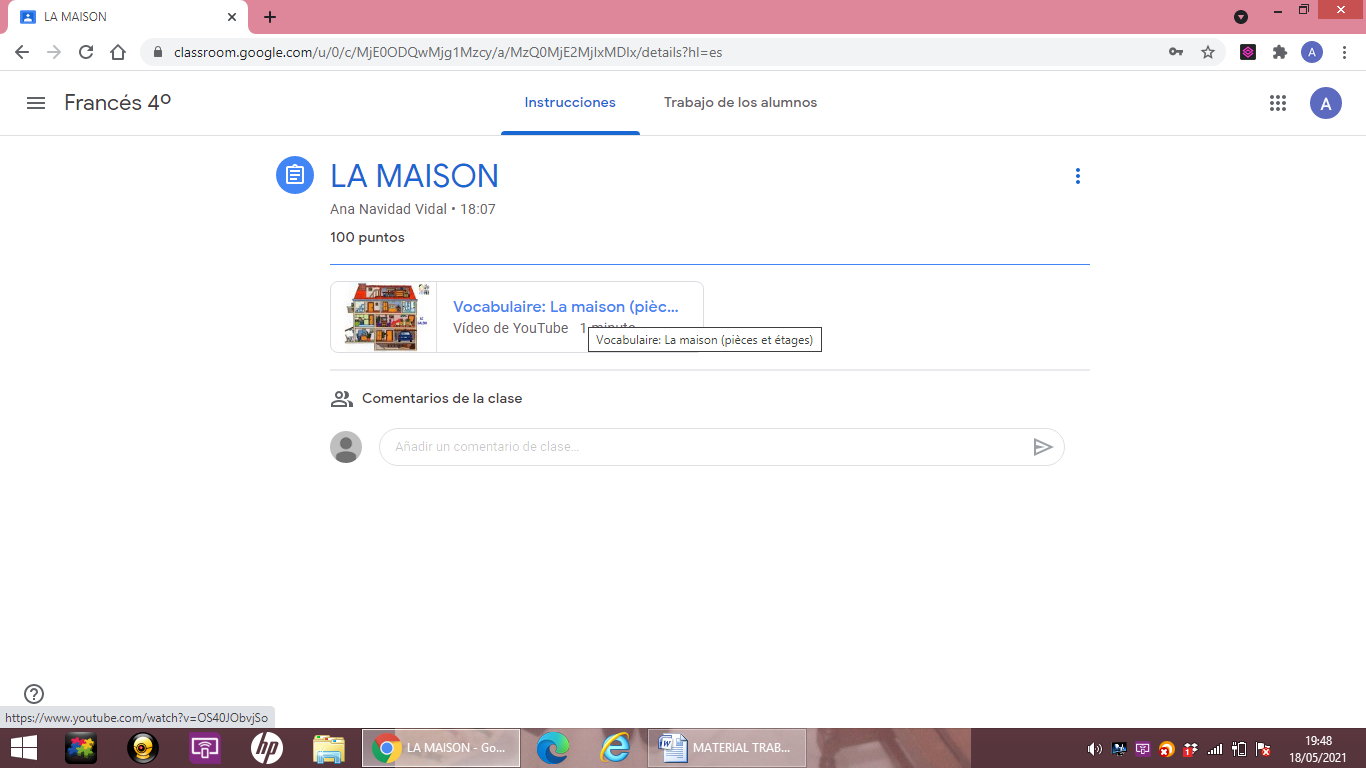 LA MAISON
classroom.google.com/u/0/c/MjE0ODQwMjg1Mzcy/a/MzQ0MjE2MjIxMDIx/details?hl=es
A
Francés 4º
Instrucciones
Trabajo de los alumnos
A
LA MAISON
Ana Navidad Vidal • 18:07
100 puntos
Vocabulaire: La maison (pièc...
Vídeo de YouTube 1 minuto
Vocabulaire: La maison (pièces et étages)
Comentarios de la clase
Añadir un comentario de clase...
https://www.youtube.com/watch?v=OS40JObvjSo
LA MAISON - Go...
MATERIAL TRAB...
19:48
18/05/2021